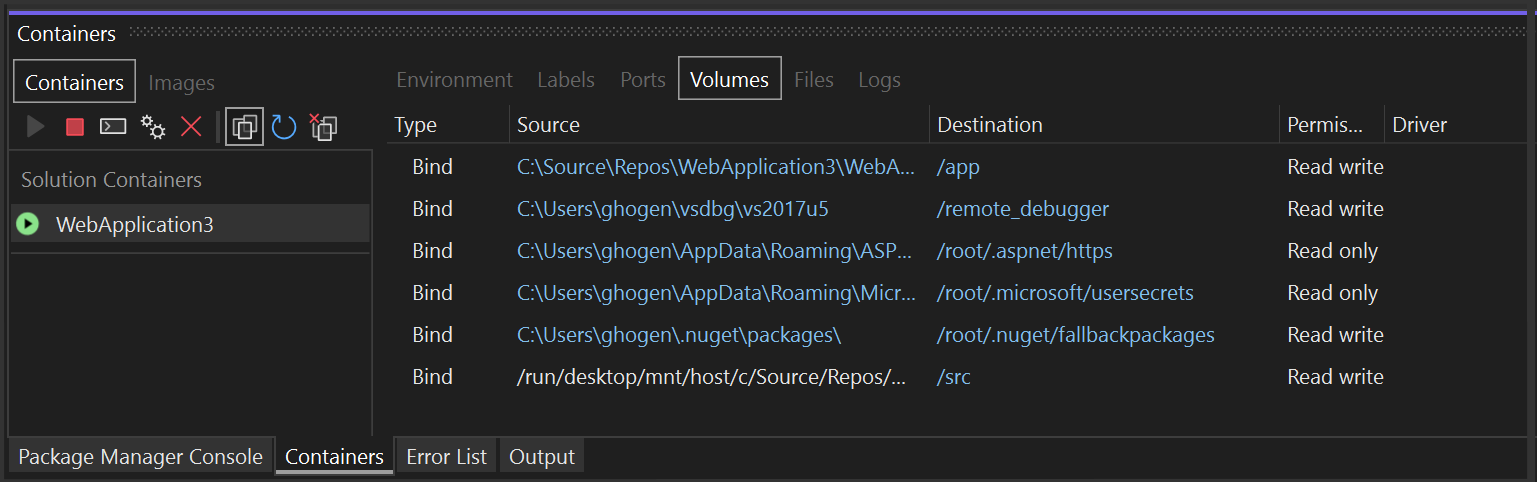 Containers
Containers Images
Solution Containers
WebApplication3
Environment Labels Ports Volumes Files Logs
Type Source Destination Permis... Driver
Bind C:\Source\Repos\WebApplication3\WebA... /app Read write
Bind C:\Users\ghogen\vsdbg\vs2017u5 /remote_debugger Read write
Bind C:\Users\ghogen\AppData\Roaming\ASP... /root/.aspnet/https Read only
Bind C:\Users\ghogen\AppData\Roaming\Micr... /root/.microsoft/usersecrets Read only
Bind C:\Users\ghogen\.nuget\packages\ /root/.nuget/fallbackpackages Read write
Bind /run/desktop/mnt/host/c/Source/Repos/... /src Read write
Package Manager Console Containers Error List Output